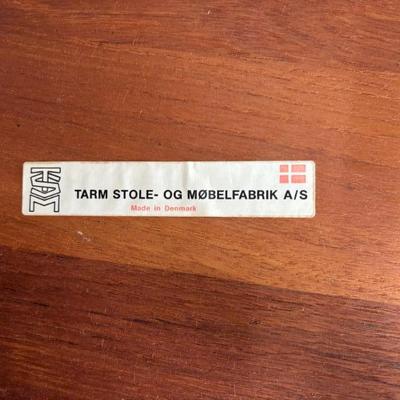 TARM STOLE- OG MØBELFABRIK A/S
Made in Denmark